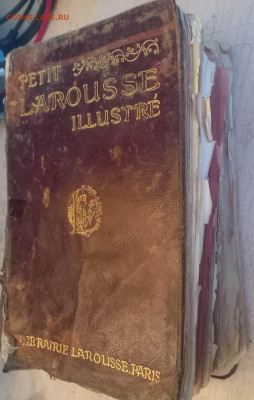 PETIT
LAROUSSE
ILLUSTRÉ
LIBRAIRIE LAROUSSE, PARIS